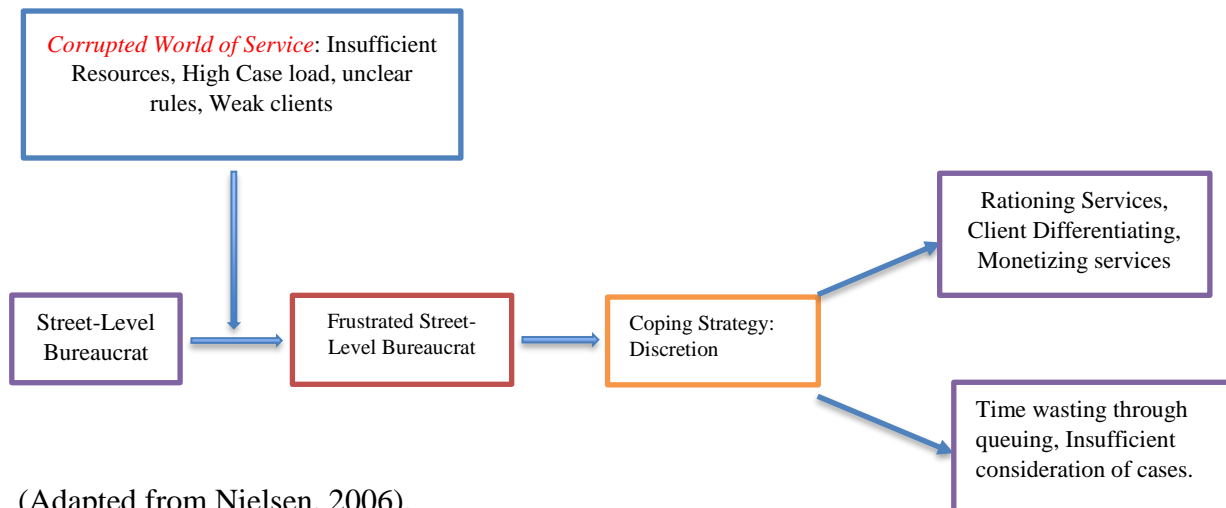 Corrupted World of Service: Insufficient
Resources, High Case load, unclear
rules, Weak clients
Rationing Services,
Client Differentiating,
Monetizing services
Street-Level
Bureaucrat
Frustrated Street-
Level Bureaucrat
Coping Strategy:
Discretion
Time wasting through
queuing, Insufficient
consideration of cases.
(Adapted from Nielsen, 2006)